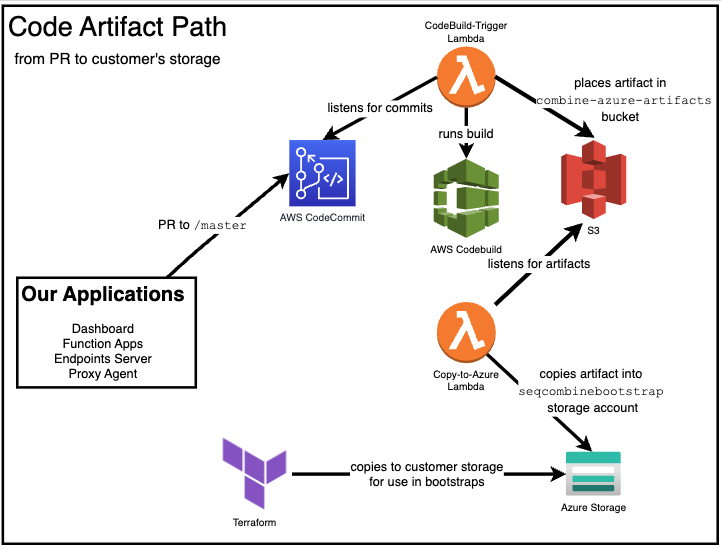 Code Artifact Path
from PR to customer's storage
CodeBuild-Trigger
Lambda
listens for commits
places artifact in
combine-azure-artifacts
bucket
runs build
AWS CodeCommit
AWS Codebuild
S3
PR to /master
listens for artifacts
Our Applications
Dashboard
Function Apps
Endpoints Server
Proxy Agent
Copy-to-Azure
Lambda
copies artifact into
seqcombinebootstrap
storage account
copies to customer storage
for use in bootstraps
Terraform
Azure Storage